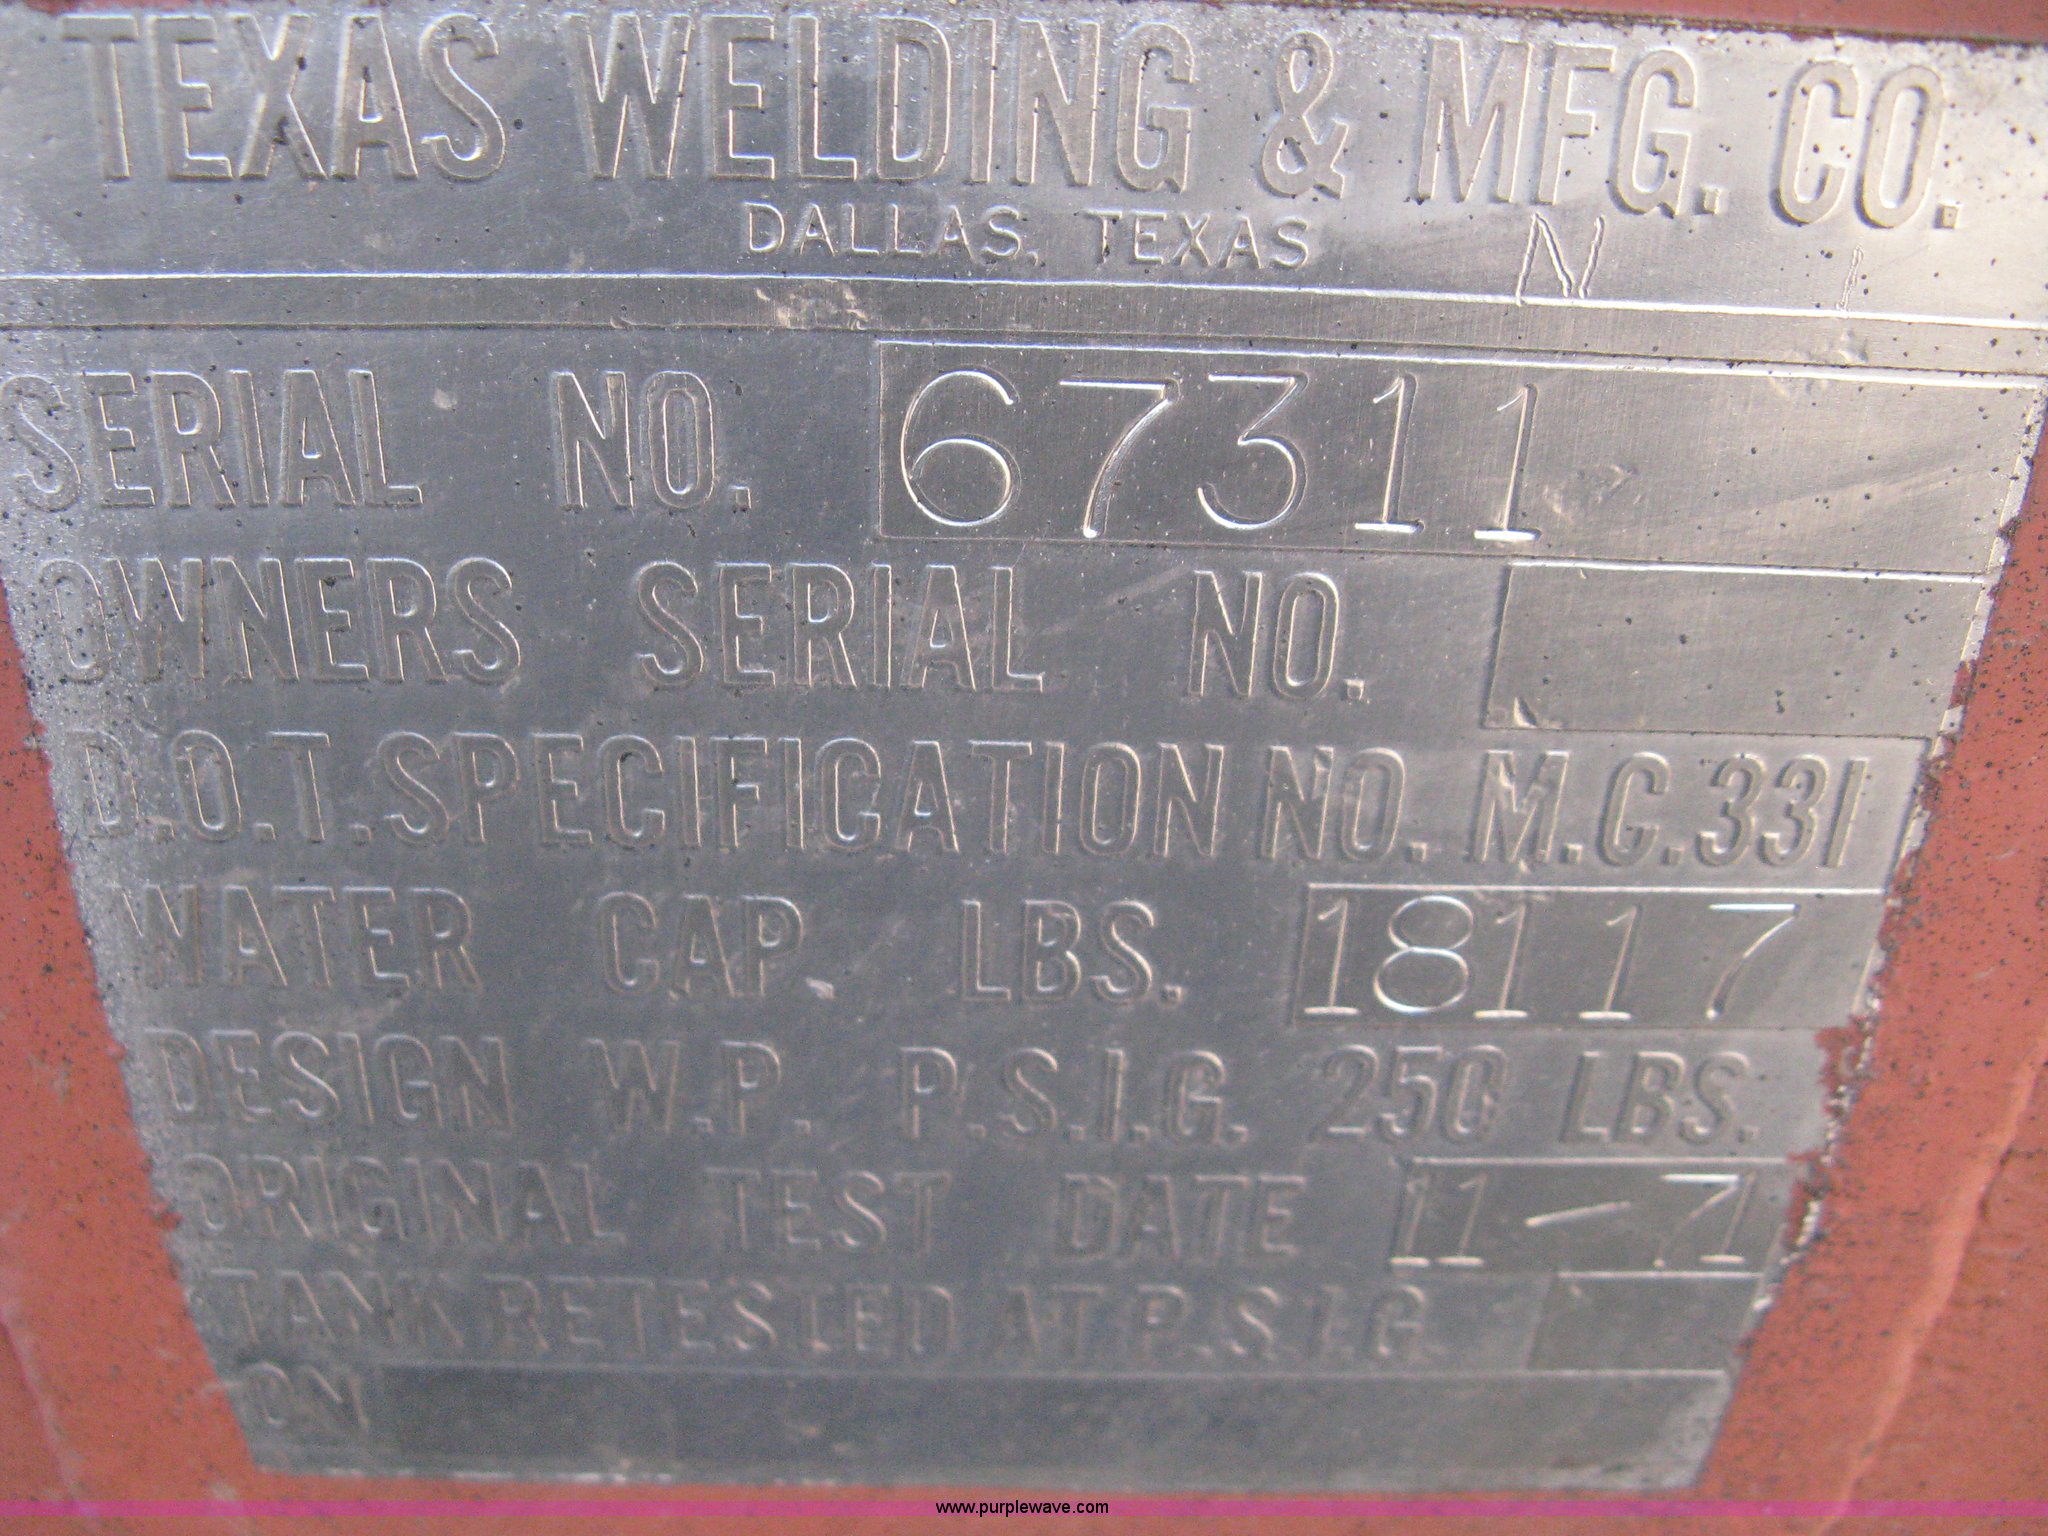 TEXAS WELDING & MFG. CO.
DALLAS, TEXAS
N
SERIAL NO. 67311
OWNERS SERIAL NO.
D.O.T. SPECIFICATION NO. M.C. 331
WATER CAP. LBS. 18117
DESIGN W.P. P.S.I.G. 250 LBS.
ORIGINAL TEST DATE 11-71
TANK RETESTED AT P.S.I.G.
ON
www.purplewave.com